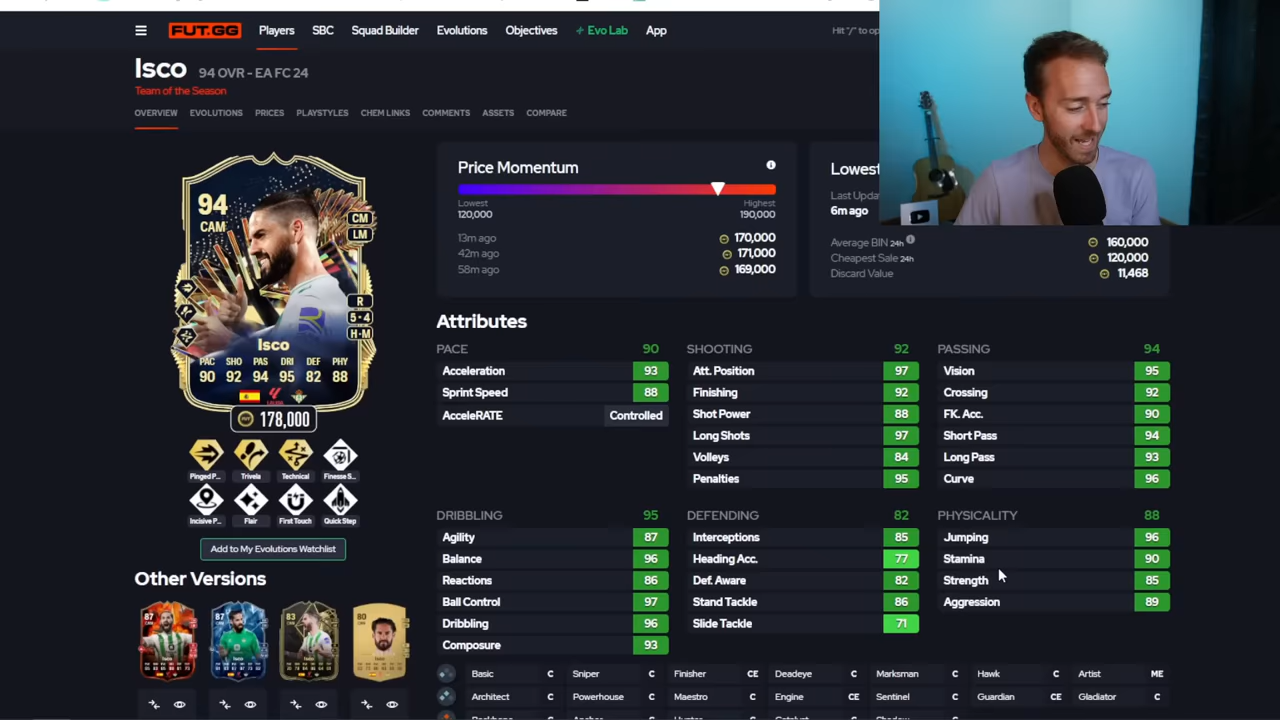 FUT.GG Players SBC Squad Builder Evolutions Objectives + Evo Lab App Hit "/" to op
Isco 94 OVR - EA FC 24
Team of the Season
OVERVIEW EVOLUTIONS PRICES PLAYSTYLES CHEM LINKS COMMENTS ASSETS COMPARE
94
CAM
CM
LM
R
5 • 4
H-M
Isco
PAC SHO PAS DRI DEF PHY
90 92 94 95 82 88
178,000
Pinged P... Trivela Technical Finesse S...
Incisive P... Flair First Touch Quick Step
Add to My Evolutions Watchlist
Other Versions
87
CAM
87
83
80
CAM
Price Momentum
Lowest Highest
120,000 190,000
13m ago 170,000
42m ago 171,000
58m ago 169,000
Lowest
Last Upda
6m ago
Average BIN 24h 160,000
Cheapest Sale 24h 120,000
Discard Value 11,468
Attributes
PACE 90
Acceleration 93
Sprint Speed 88
AcceleRATE Controlled
SHOOTING 92
Att. Position 97
Finishing 92
Shot Power 88
Long Shots 97
Volleys 84
Penalties 95
PASSING 94
Vision 95
Crossing 92
FK. Acc. 90
Short Pass 94
Long Pass 93
Curve 96
DRIBBLING 95
Agility 87
Balance 96
Reactions 86
Ball Control 97
Dribbling 96
Composure 93
DEFENDING 82
Interceptions 85
Heading Acc. 77
Def. Aware 82
Stand Tackle 86
Slide Tackle 71
PHYSICALITY 88
Jumping 96
Stamina 90
Strength 85
Aggression 89
Basic C Sniper C Finisher CE Deadeye C Marksman C Hawk C Artist ME
Architect C Powerhouse C Maestro C Engine CE Sentinel C Guardian CE Gladiator C